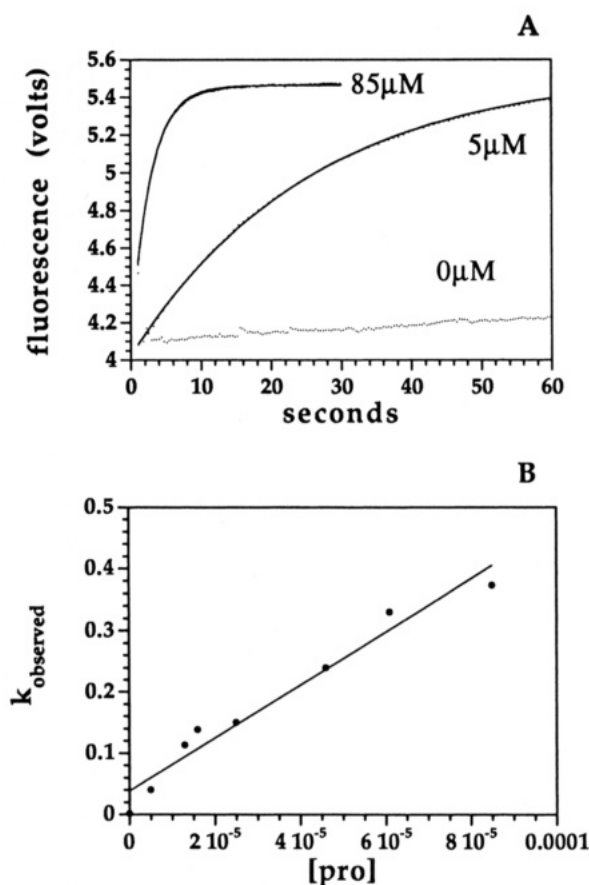 A
fluorescence (volts)
5.6
5.4
5.2
5
4.8
4.6
4.4
4.2
4
85µM
5µM
0µM
0 10 20 30 40 50 60
seconds
B
k observed
0.5
0.4
0.3
0.2
0.1
0
0 2 10-5 4 10-5 6 10-5 8 10-5 0.0001
[pro]